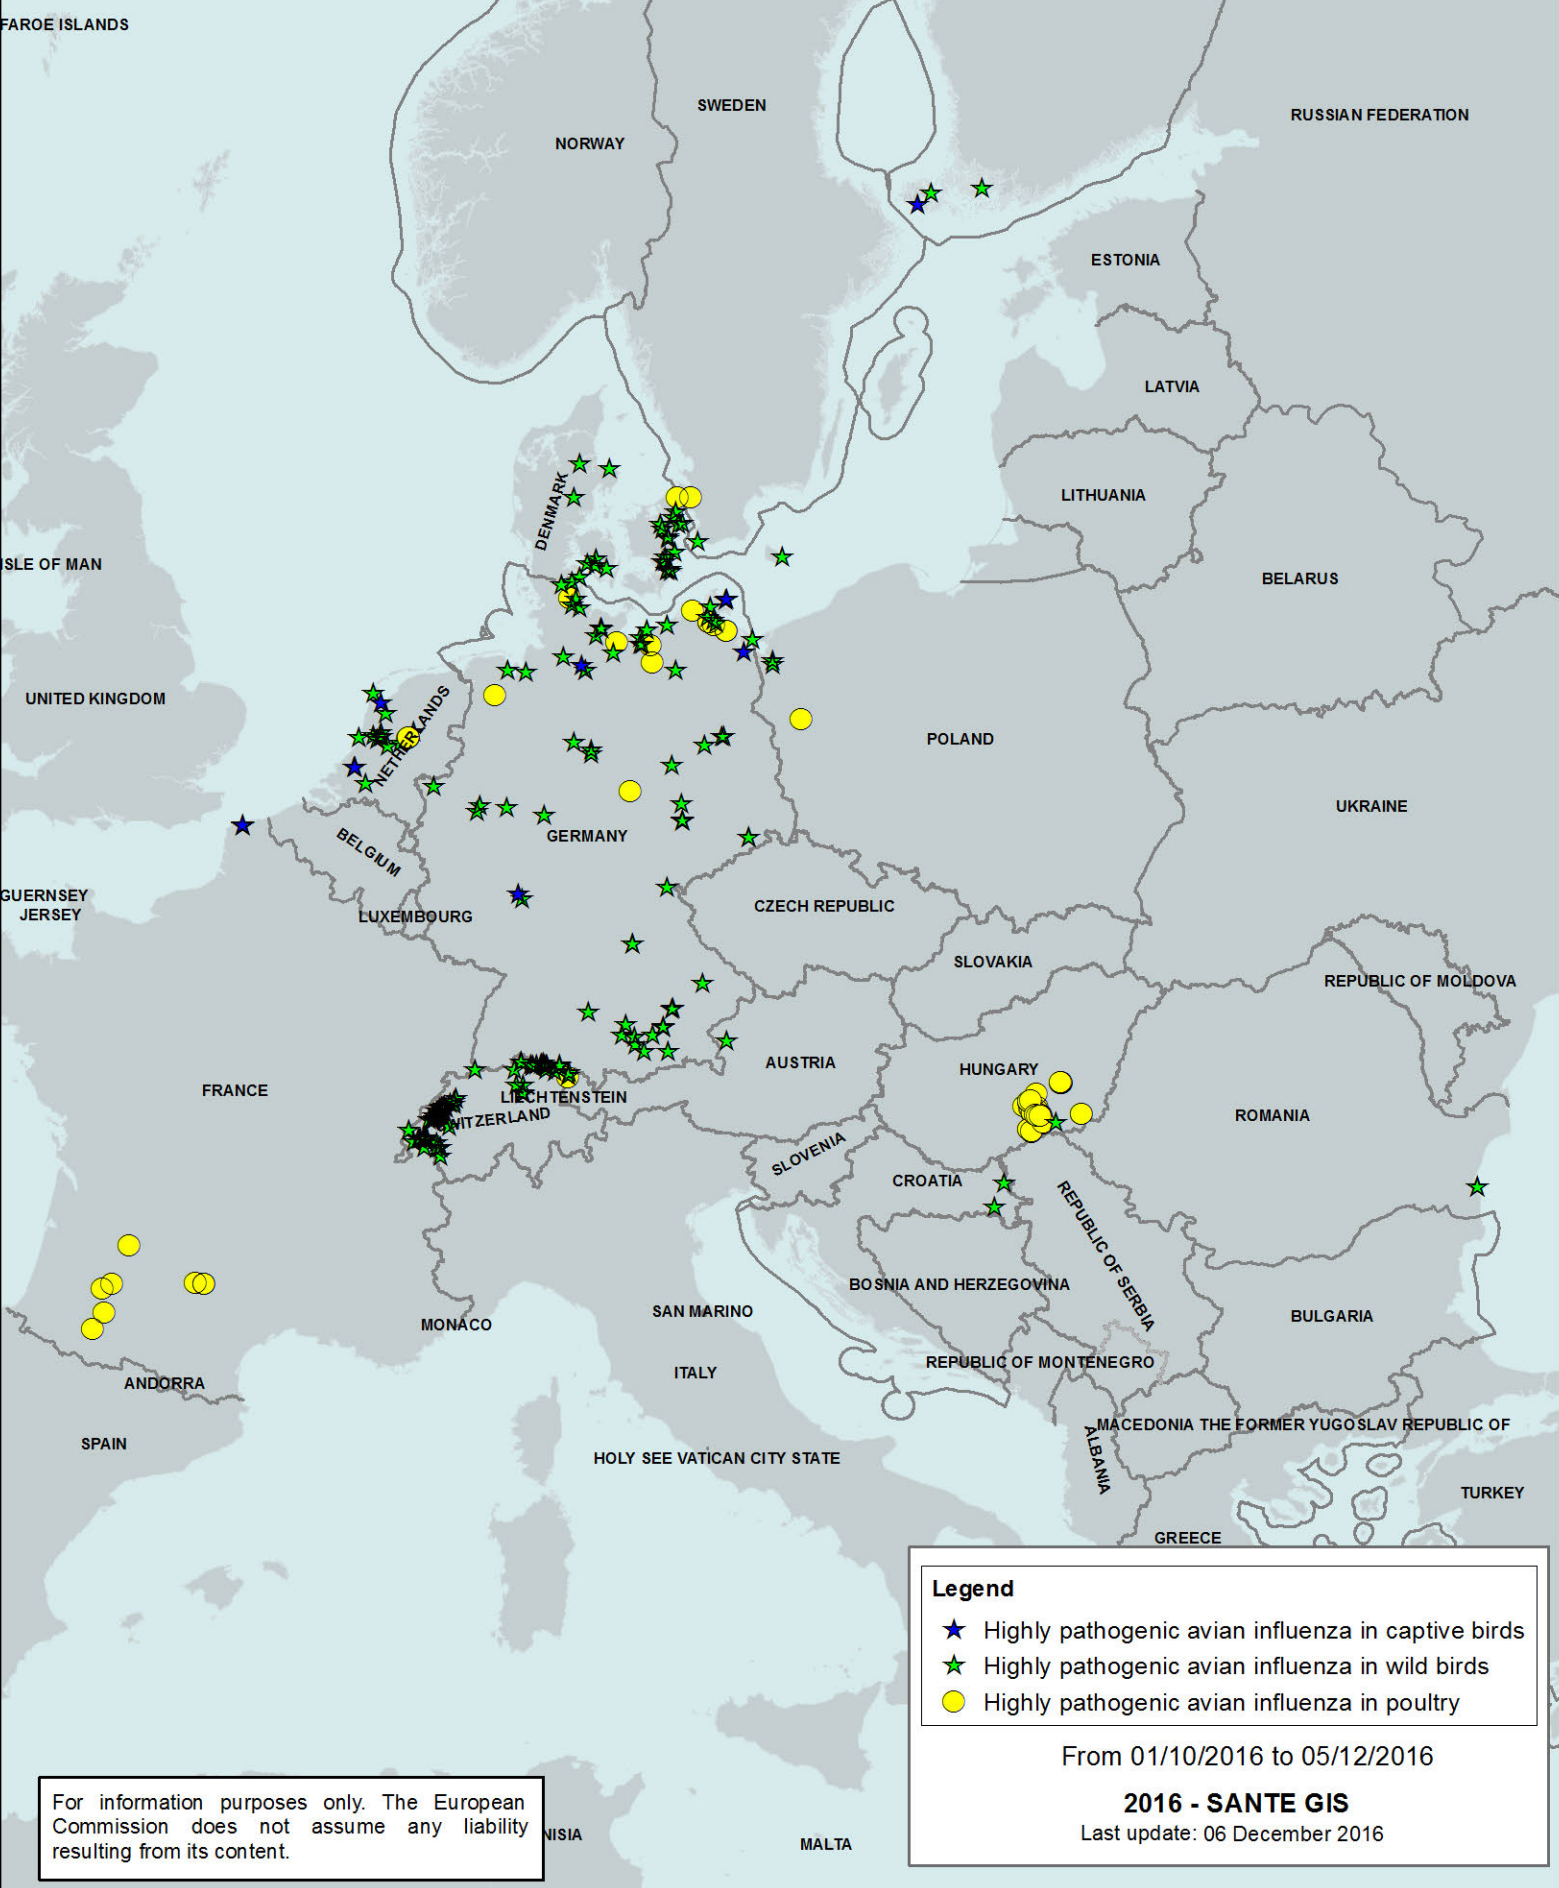 FAROE ISLANDS
SWEDEN
RUSSIAN FEDERATION
NORWAY
ESTONIA
LATVIA
LITHUANIA
DENMARK
ISLE OF MAN
BELARUS
UNITED KINGDOM
NETHERLANDS
POLAND
UKRAINE
GERMANY
BELGIUM
GUERNSEY
JERSEY
LUXEMBOURG
CZECH REPUBLIC
SLOVAKIA
REPUBLIC OF MOLDOVA
AUSTRIA
HUNGARY
FRANCE
LIECHTENSTEIN
WITZERLAND
ROMANIA
SLOVENIA
CROATIA
REPUBLIC OF SERBIA
BOSNIA AND HERZEGOVINA
SAN MARINO
BULGARIA
MONACO
REPUBLIC OF MONTENEGRO
ITALY
ANDORRA
MACEDONIA THE FORMER YUGOSLAV REPUBLIC OF
SPAIN
HOLY SEE VATICAN CITY STATE
ALBANIA
TURKEY
GREECE
Legend
Highly pathogenic avian influenza in captive birds
Highly pathogenic avian influenza in wild birds
Highly pathogenic avian influenza in poultry
From 01/10/2016 to 05/12/2016
2016 - SANTE GIS
Last update: 06 December 2016
For information purposes only. The European
Commission does not assume any liability
resulting from its content.
NISIA
MALTA